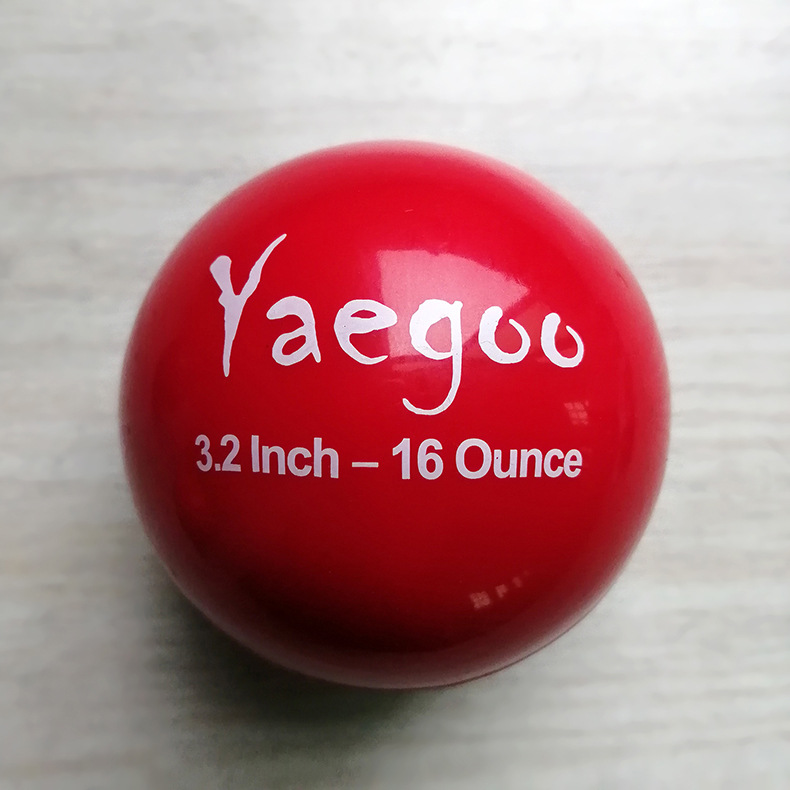 Yaegoo
3.2 Inch – 16 Ounce